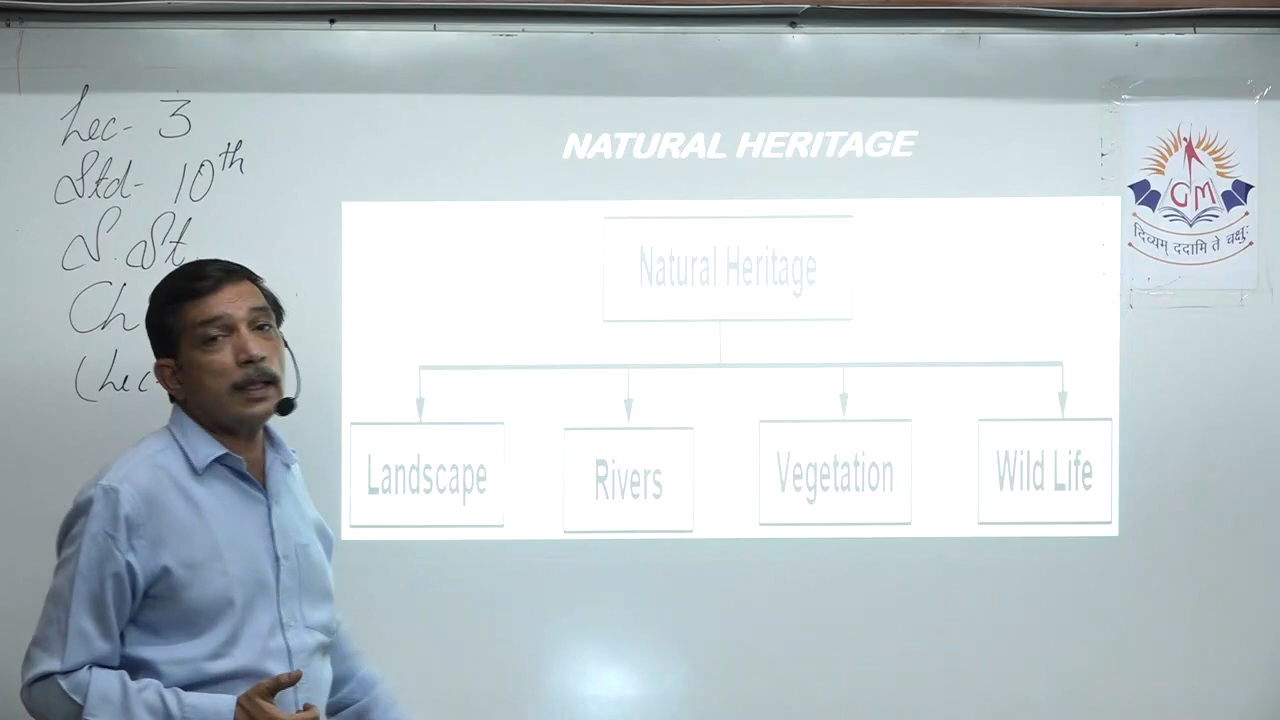 Lec- 3
Std- 10th
S. St.
Ch
(Lec-
NATURAL HERITAGE
Natural Heritage
Landscape
Rivers
Vegetation
Wild Life
GM
दिव्यम् ददामि ते चक्षुः